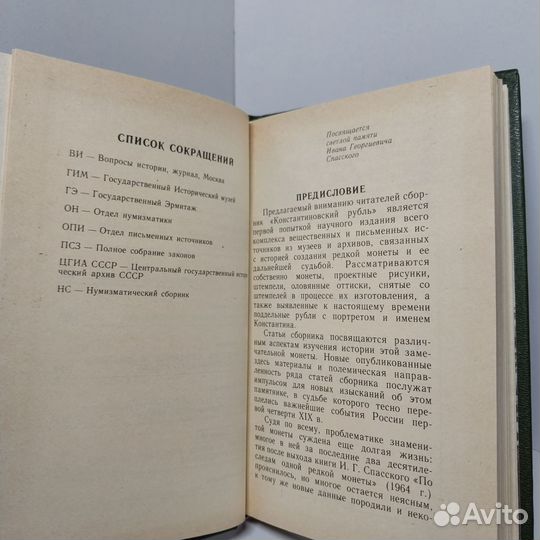 СПИСОК СОКРАЩЕНИЙ
ВИ — Вопросы истории, журнал, Москва
ГИМ — Государственный Исторический музей
ГЭ — Государственный Эрмитаж
ОН — Отдел нумизматики
ОПИ — Отдел письменных источников
ПСЗ — Полное собрание законов
ЦГИА СССР — Центральный государственный истор-
ический архив СССР
НС — Нумизматический сборник
Посвящается
светлой памяти
Ивана Георгиевича
Спасского
ПРЕДИСЛОВИЕ
Предлагаемый вниманию читателей сбор-
ник «Константиновский рубль» является
первой попыткой научного издания всего
комплекса вещественных и письменных ис-
точников из музеев и архивов, связанных
с историей создания редкой монеты и ее
дальнейшей судьбой. Рассматриваются
собственно монеты, проектные рисунки,
штемпеля, оловянные оттиски, снятые со
штемпелей в процессе их изготовления, а
также выявленные к настоящему времени
поддельные рубли с портретом и именем
Константина.
Статьи сборника посвящаются различ-
ным аспектам изучения истории этой заме-
чательной монеты. Новые опубликованные
здесь материалы и полемическая направ-
ленность ряда статей сборника послужат
импульсом для новых изысканий об этом
памятнике, в судьбе которого тесно пере-
плелись важнейшие события России пер-
вой четверти XIX в.
Судя по всему, проблематике знамени-
той монеты суждена еще долгая жизнь:
многое в ней за последние два десятиле-
тия после выхода книги И. Г. Спасского «По
следам одной редкой монеты» (1964 г.)
прояснилось, но многое остается неясным,
к тому же новые данные породили и неко-
Avito